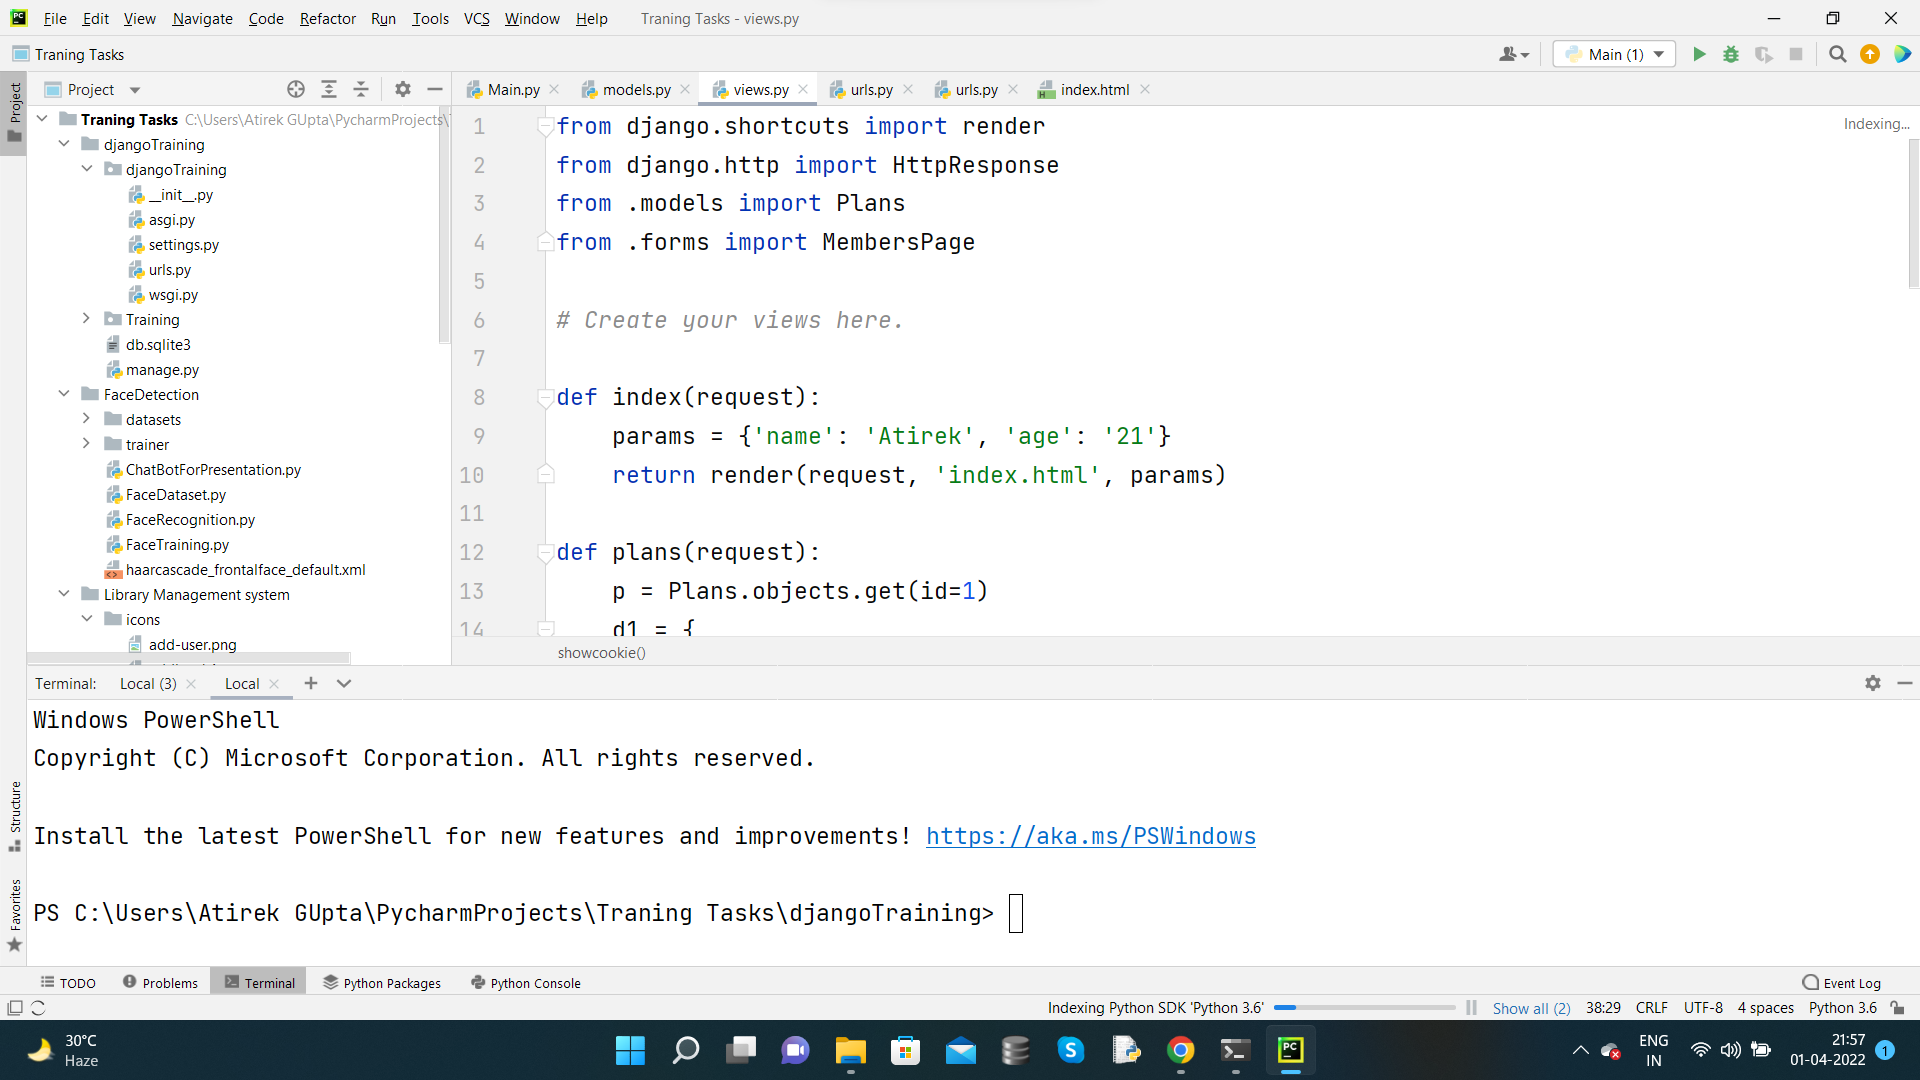 File Edit View Navigate Code Refactor Run Tools VCS Window Help Traning Tasks - views.py
Traning Tasks
Main (1)
Project
Main.py models.py views.py urls.py urls.py index.html
Project
Traning Tasks C:\Users\Atirek GUpta\PycharmProjects\
djangoTraining
djangoTraining
__init__.py
asgi.py
settings.py
urls.py
wsgi.py
Training
db.sqlite3
manage.py
FaceDetection
datasets
trainer
ChatBotForPresentation.py
FaceDataset.py
FaceRecognition.py
FaceTraining.py
haarcascade_frontalface_default.xml
Library Management system
icons
add-user.png
Indexing...
1 from django.shortcuts import render
2 from django.http import HttpResponse
3 from .models import Plans
4 from .forms import MembersPage
5
6 # Create your views here.
7
8 def index(request):
9 params = {'name': 'Atirek', 'age': '21'}
10 return render(request, 'index.html', params)
11
12 def plans(request):
13 p = Plans.objects.get(id=1)
14 d1 = {
showcookie()
Terminal: Local (3) Local
Windows PowerShell
Copyright (C) Microsoft Corporation. All rights reserved.
Install the latest PowerShell for new features and improvements! https://aka.ms/PSWindows
PS C:\Users\Atirek GUpta\PycharmProjects\Traning Tasks\djangoTraining>
Structure
Favorites
TODO Problems Terminal Python Packages Python Console Event Log
Indexing Python SDK 'Python 3.6' Show all (2) 38:29 CRLF UTF-8 4 spaces Python 3.6
30°C
Haze
ENG
IN
21:57
01-04-2022
1